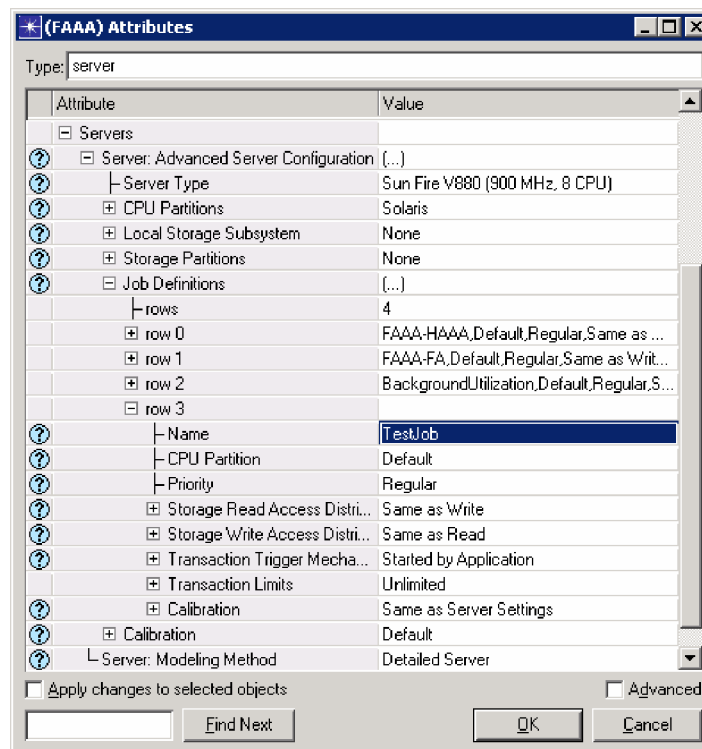 (FAAA) Attributes
Type: server
Attribute Value
Servers
Server: Advanced Server Configuration (...)
Server Type Sun Fire V880 (900 MHz, 8 CPU)
CPU Partitions Solaris
Local Storage Subsystem None
Storage Partitions None
Job Definitions (...)
rows 4
row 0 FAAA-HAAA,Default,Regular,Same as ...
row 1 FAAA-FA,Default,Regular,Same as Writ...
row 2 BackgroundUtilization,Default,Regular,S...
row 3
Name TestJob
CPU Partition Default
Priority Regular
Storage Read Access Distri... Same as Write
Storage Write Access Distri... Same as Read
Transaction Trigger Mecha... Started by Application
Transaction Limits Unlimited
Calibration Same as Server Settings
Calibration Default
Server: Modeling Method Detailed Server
Apply changes to selected objects Advanced
Find Next OK Cancel